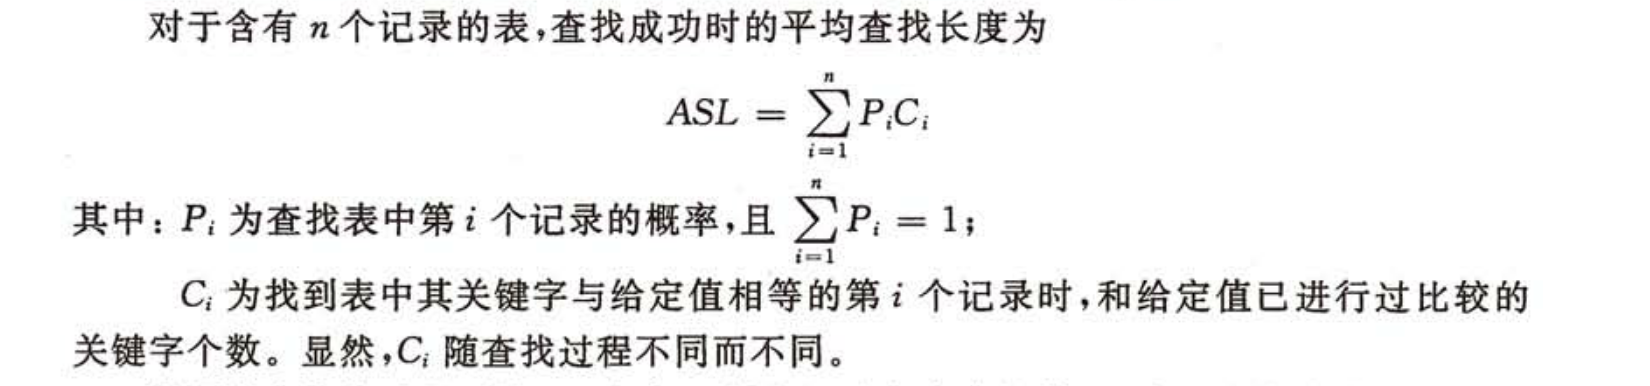 对于含有 n 个记录的表,查找成功时的平均查找长度为
ASL = \sum_{i=1}^{n} P_i C_i
其中: P_i 为查找表中第 i 个记录的概率,且 \sum_{i=1}^{n} P_i = 1;
C_i 为找到表中其关键字与给定值相等的第 i 个记录时,和给定值已进行过比较的
关键字个数。显然,C_i 随查找过程不同而不同。